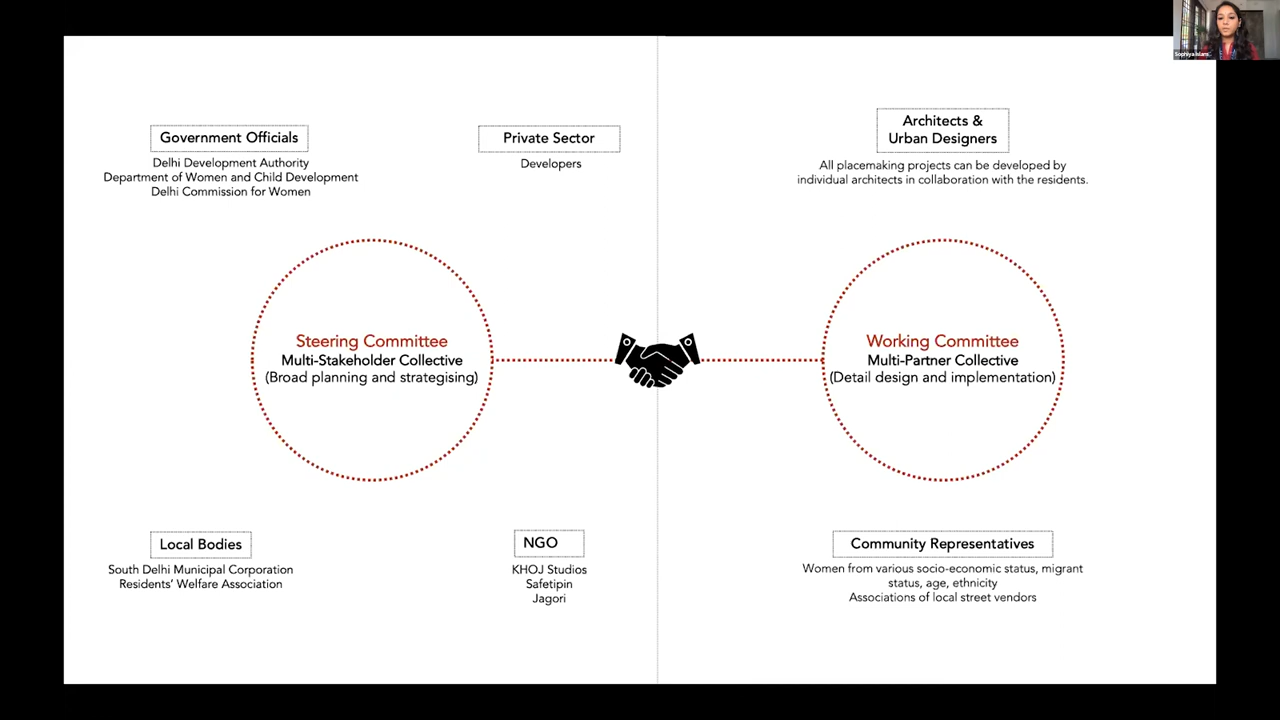 Government Officials
Delhi Development Authority
Department of Women and Child Development
Delhi Commission for Women
Private Sector
Developers
Steering Committee
Multi-Stakeholder Collective
(Broad planning and strategising)
Local Bodies
South Delhi Municipal Corporation
Residents' Welfare Association
NGO
KHOJ Studios
Safetipin
Jagori
Architects &
Urban Designers
All placemaking projects can be developed by
individual architects in collaboration with the residents.
Working Committee
Multi-Partner Collective
(Detail design and implementation)
Community Representatives
Women from various socio-economic status, migrant
status, age, ethnicity
Associations of local street vendors